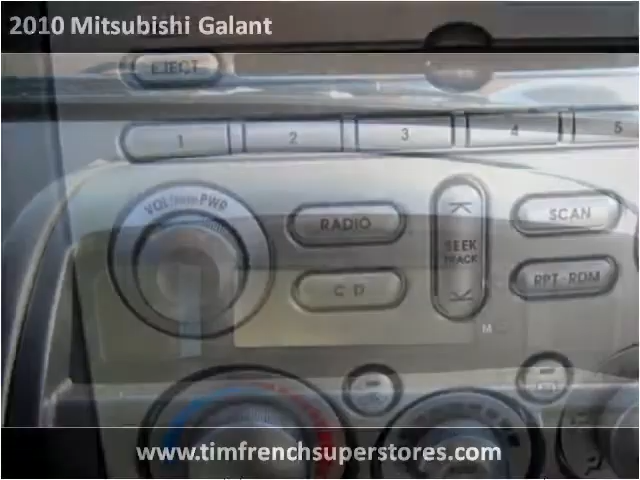 2010 Mitsubishi Galant
EJECT
1 2 3 4 5
VOL PWR
RADIO
SEEK
TRACK
SCAN
CD
RPT RDM
www.timfrenchsuperstores.com